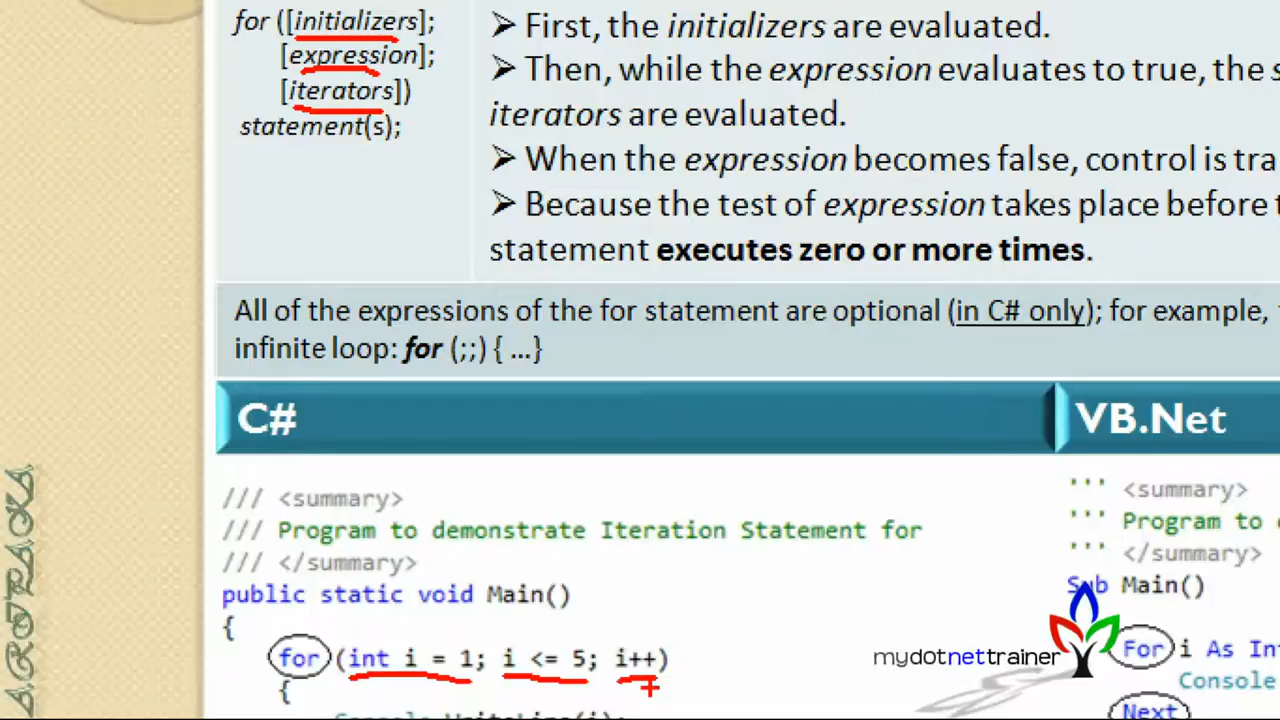 for ([initializers];
[expression];
[iterators])
statement(s);
➢ First, the initializers are evaluated.
➢ Then, while the expression evaluates to true, the
iterators are evaluated.
➢ When the expression becomes false, control is
➢ Because the test of expression takes place before
statement executes zero or more times.
All of the expressions of the for statement are optional (in C# only); for example,
infinite loop: for (;;) { ...}
C#
VB.Net
/// <summary>
/// Program to demonstrate Iteration Statement for
/// </summary>
public static void Main()
{
for (int i = 1; i <= 5; i++)
{
Console.WriteLine(i);
''' <summary>
''' Program to
''' </summary>
Sub Main()
For i As
Console
Next
mydotnettrainer